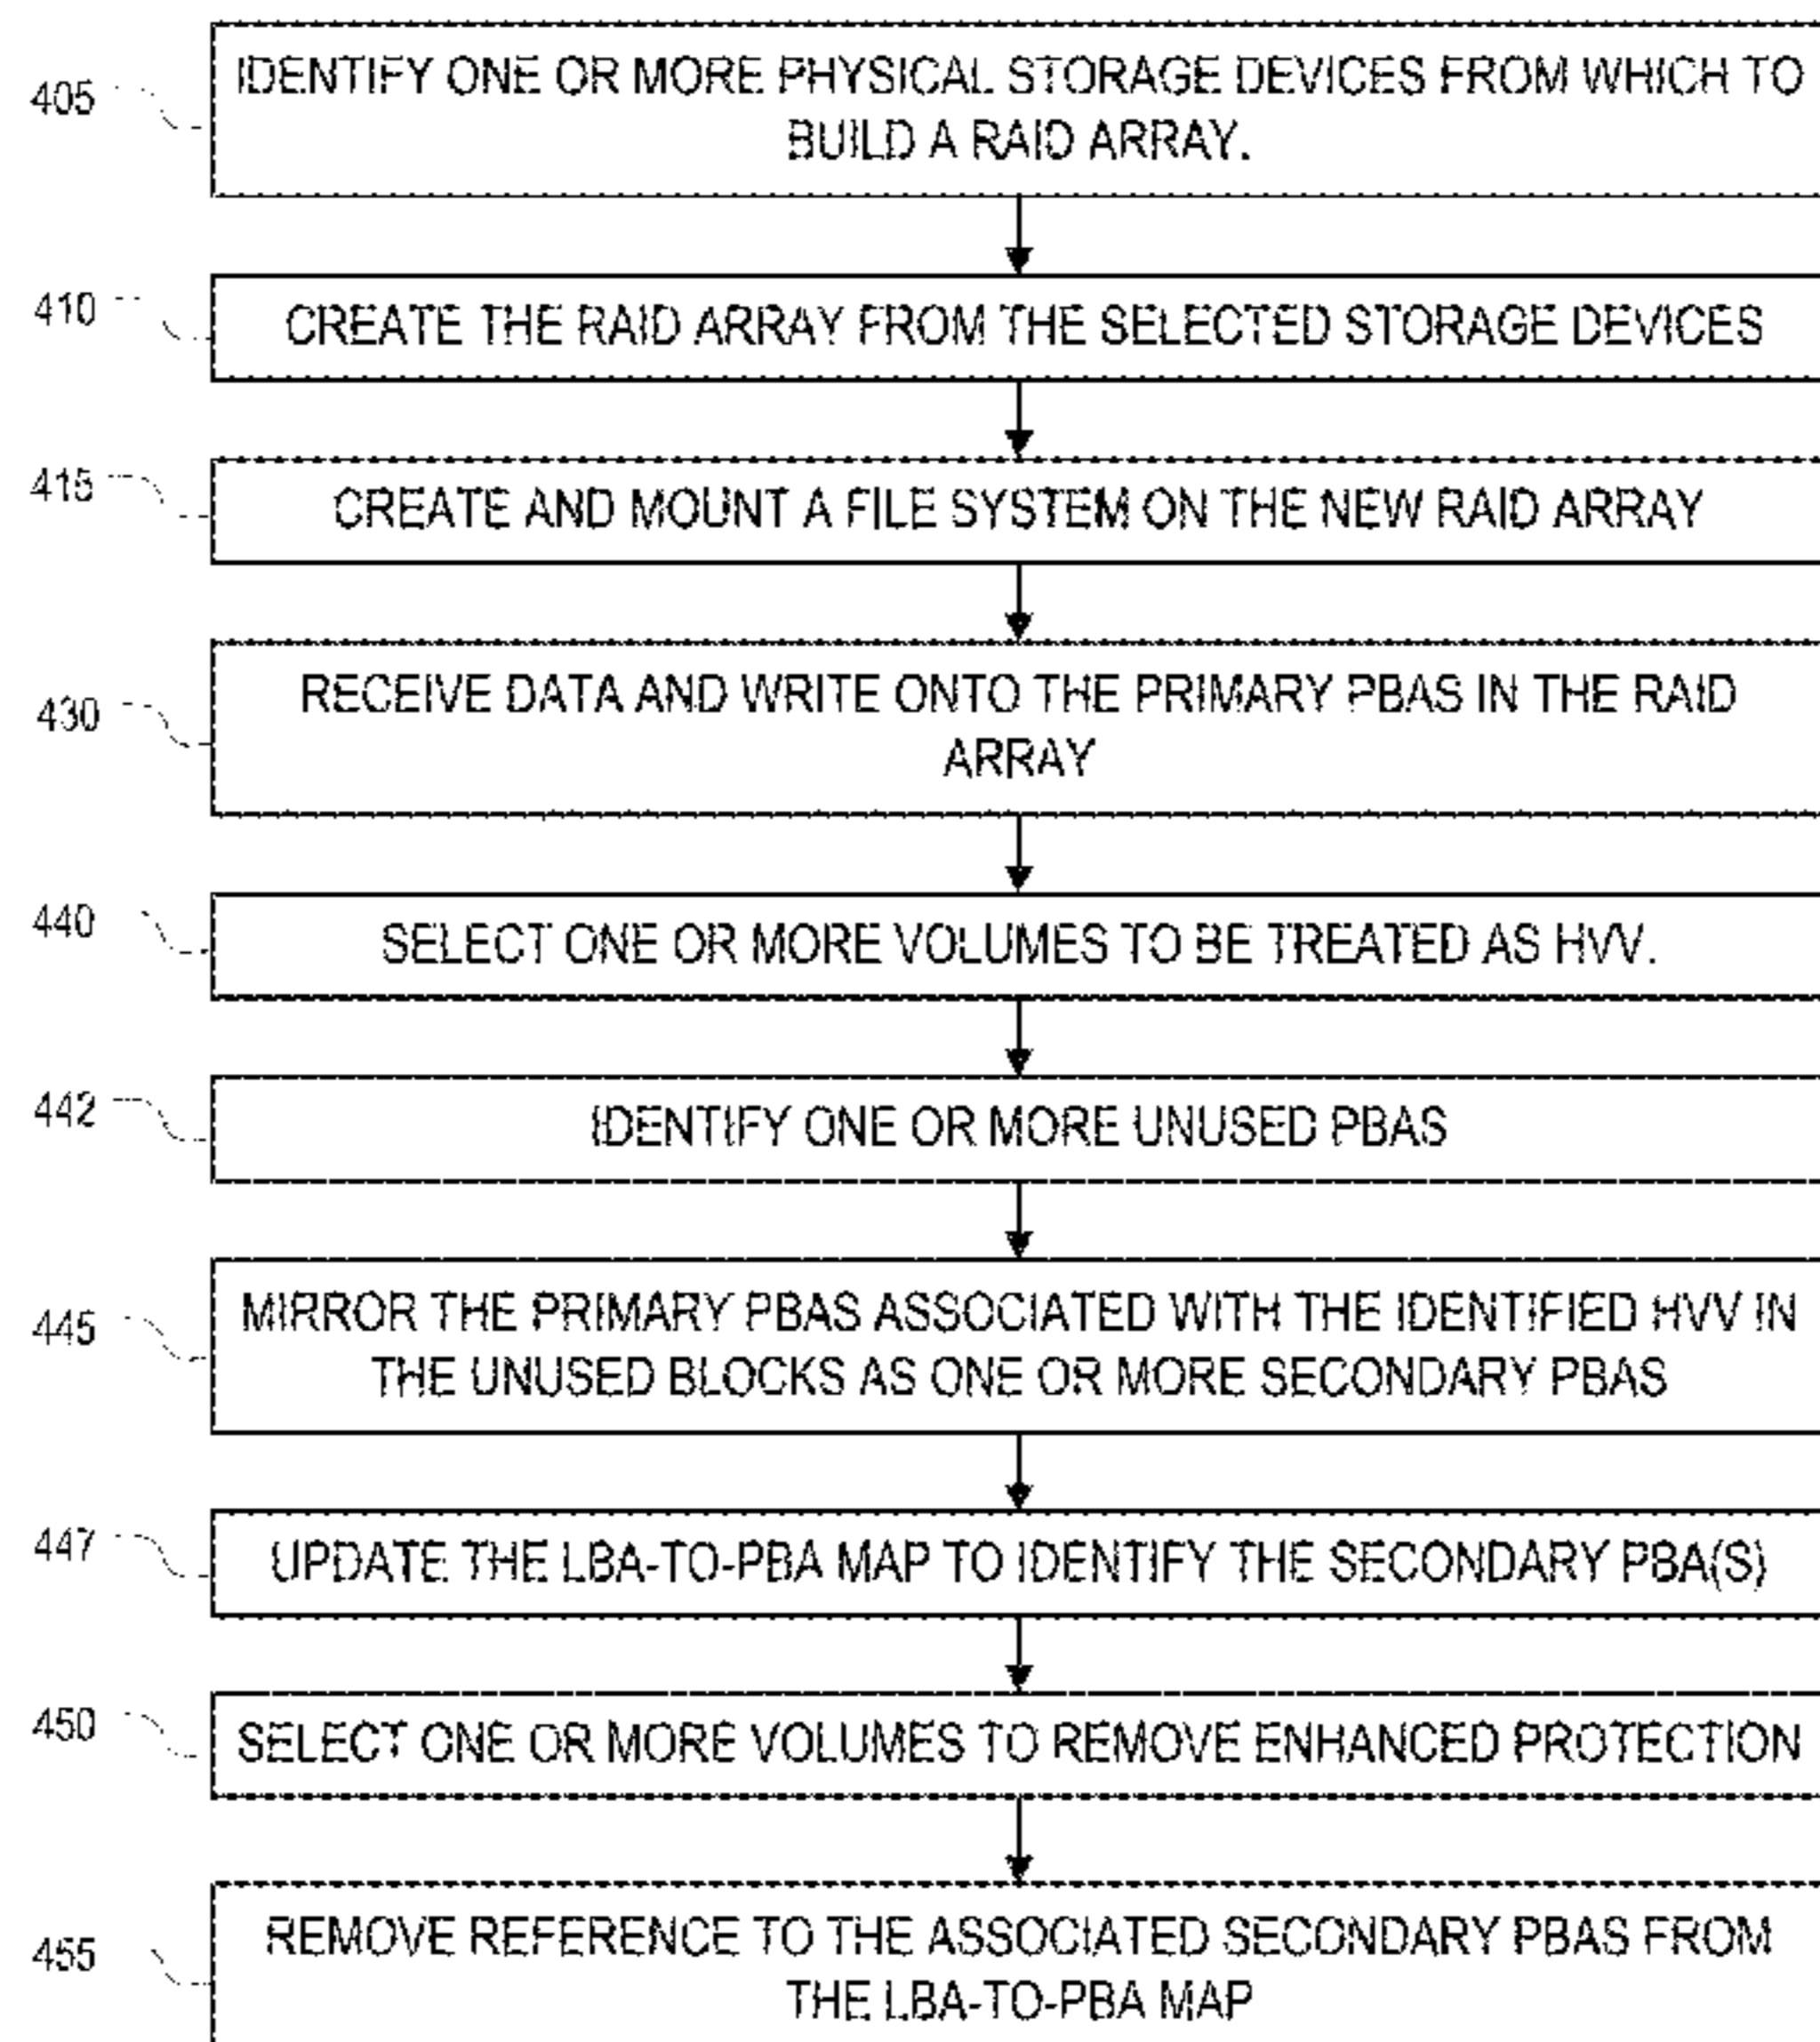 405
IDENTIFY ONE OR MORE PHYSICAL STORAGE DEVICES FROM WHICH TO
BUILD A RAID ARRAY.
410
CREATE THE RAID ARRAY FROM THE SELECTED STORAGE DEVICES
415
CREATE AND MOUNT A FILE SYSTEM ON THE NEW RAID ARRAY
430
RECEIVE DATA AND WRITE ONTO THE PRIMARY PBAS IN THE RAID
ARRAY
440
SELECT ONE OR MORE VOLUMES TO BE TREATED AS HVV.
442
IDENTIFY ONE OR MORE UNUSED PBAS
445
MIRROR THE PRIMARY PBAS ASSOCIATED WITH THE IDENTIFIED HVV IN
THE UNUSED BLOCKS AS ONE OR MORE SECONDARY PBAS
447
UPDATE THE LBA-TO-PBA MAP TO IDENTIFY THE SECONDARY PBA(S)
450
SELECT ONE OR MORE VOLUMES TO REMOVE ENHANCED PROTECTION
455
REMOVE REFERENCE TO THE ASSOCIATED SECONDARY PBAS FROM
THE LBA-TO-PBA MAP